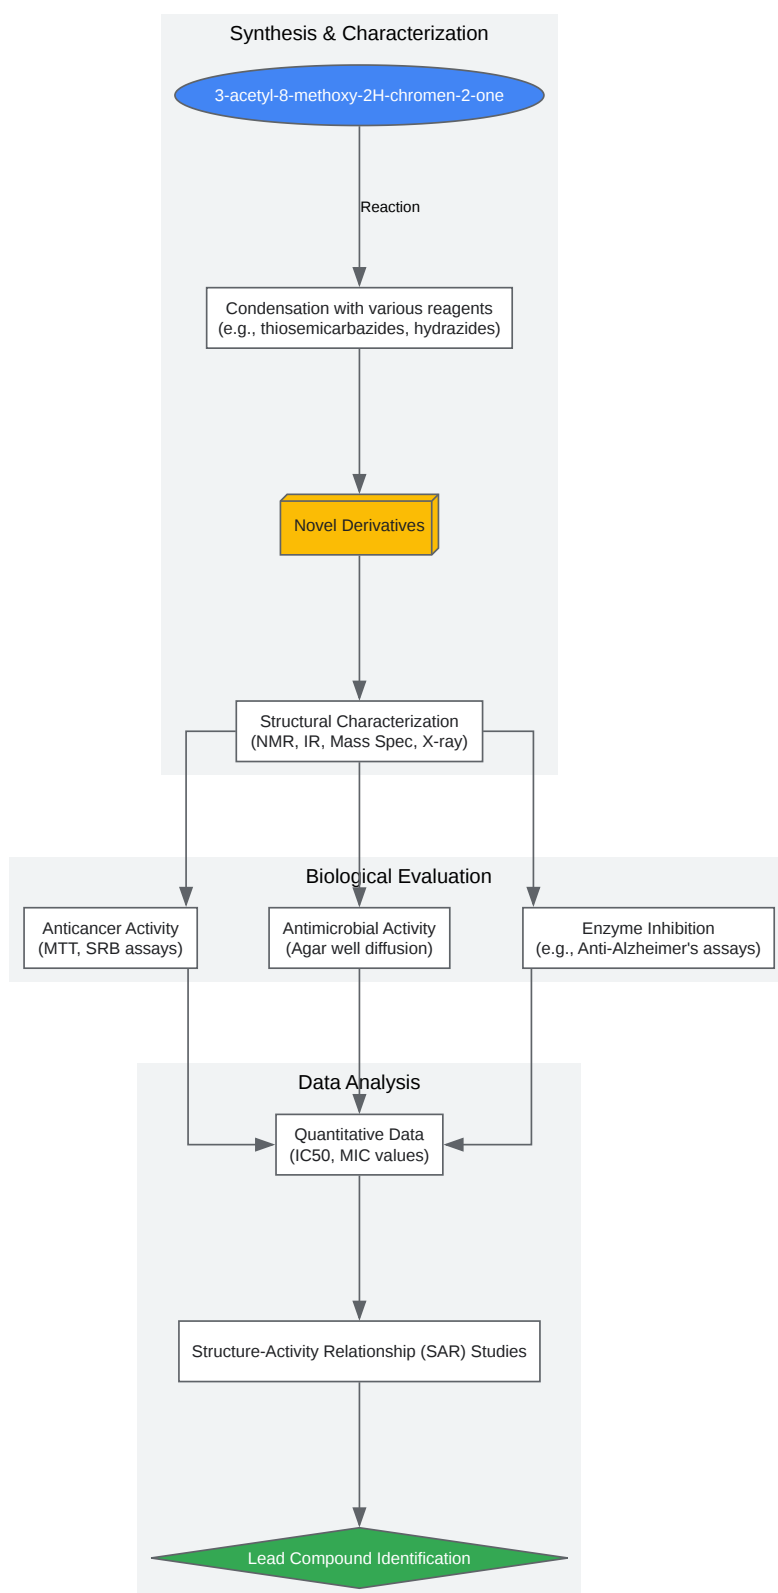 Synthesis & Characterization
3-acetyl-8-methoxy-2H-chromen-2-one
Reaction
Condensation with various reagents
(e.g., thiosemicarbazides, hydrazides)
Novel Derivatives
Structural Characterization
(NMR, IR, Mass Spec, X-ray)
Biological Evaluation
Anticancer Activity
(MTT, SRB assays)
Antimicrobial Activity
(Agar well diffusion)
Enzyme Inhibition
(e.g., Anti-Alzheimer's assays)
Data Analysis
Quantitative Data
(IC50, MIC values)
Structure-Activity Relationship (SAR) Studies
Lead Compound Identification